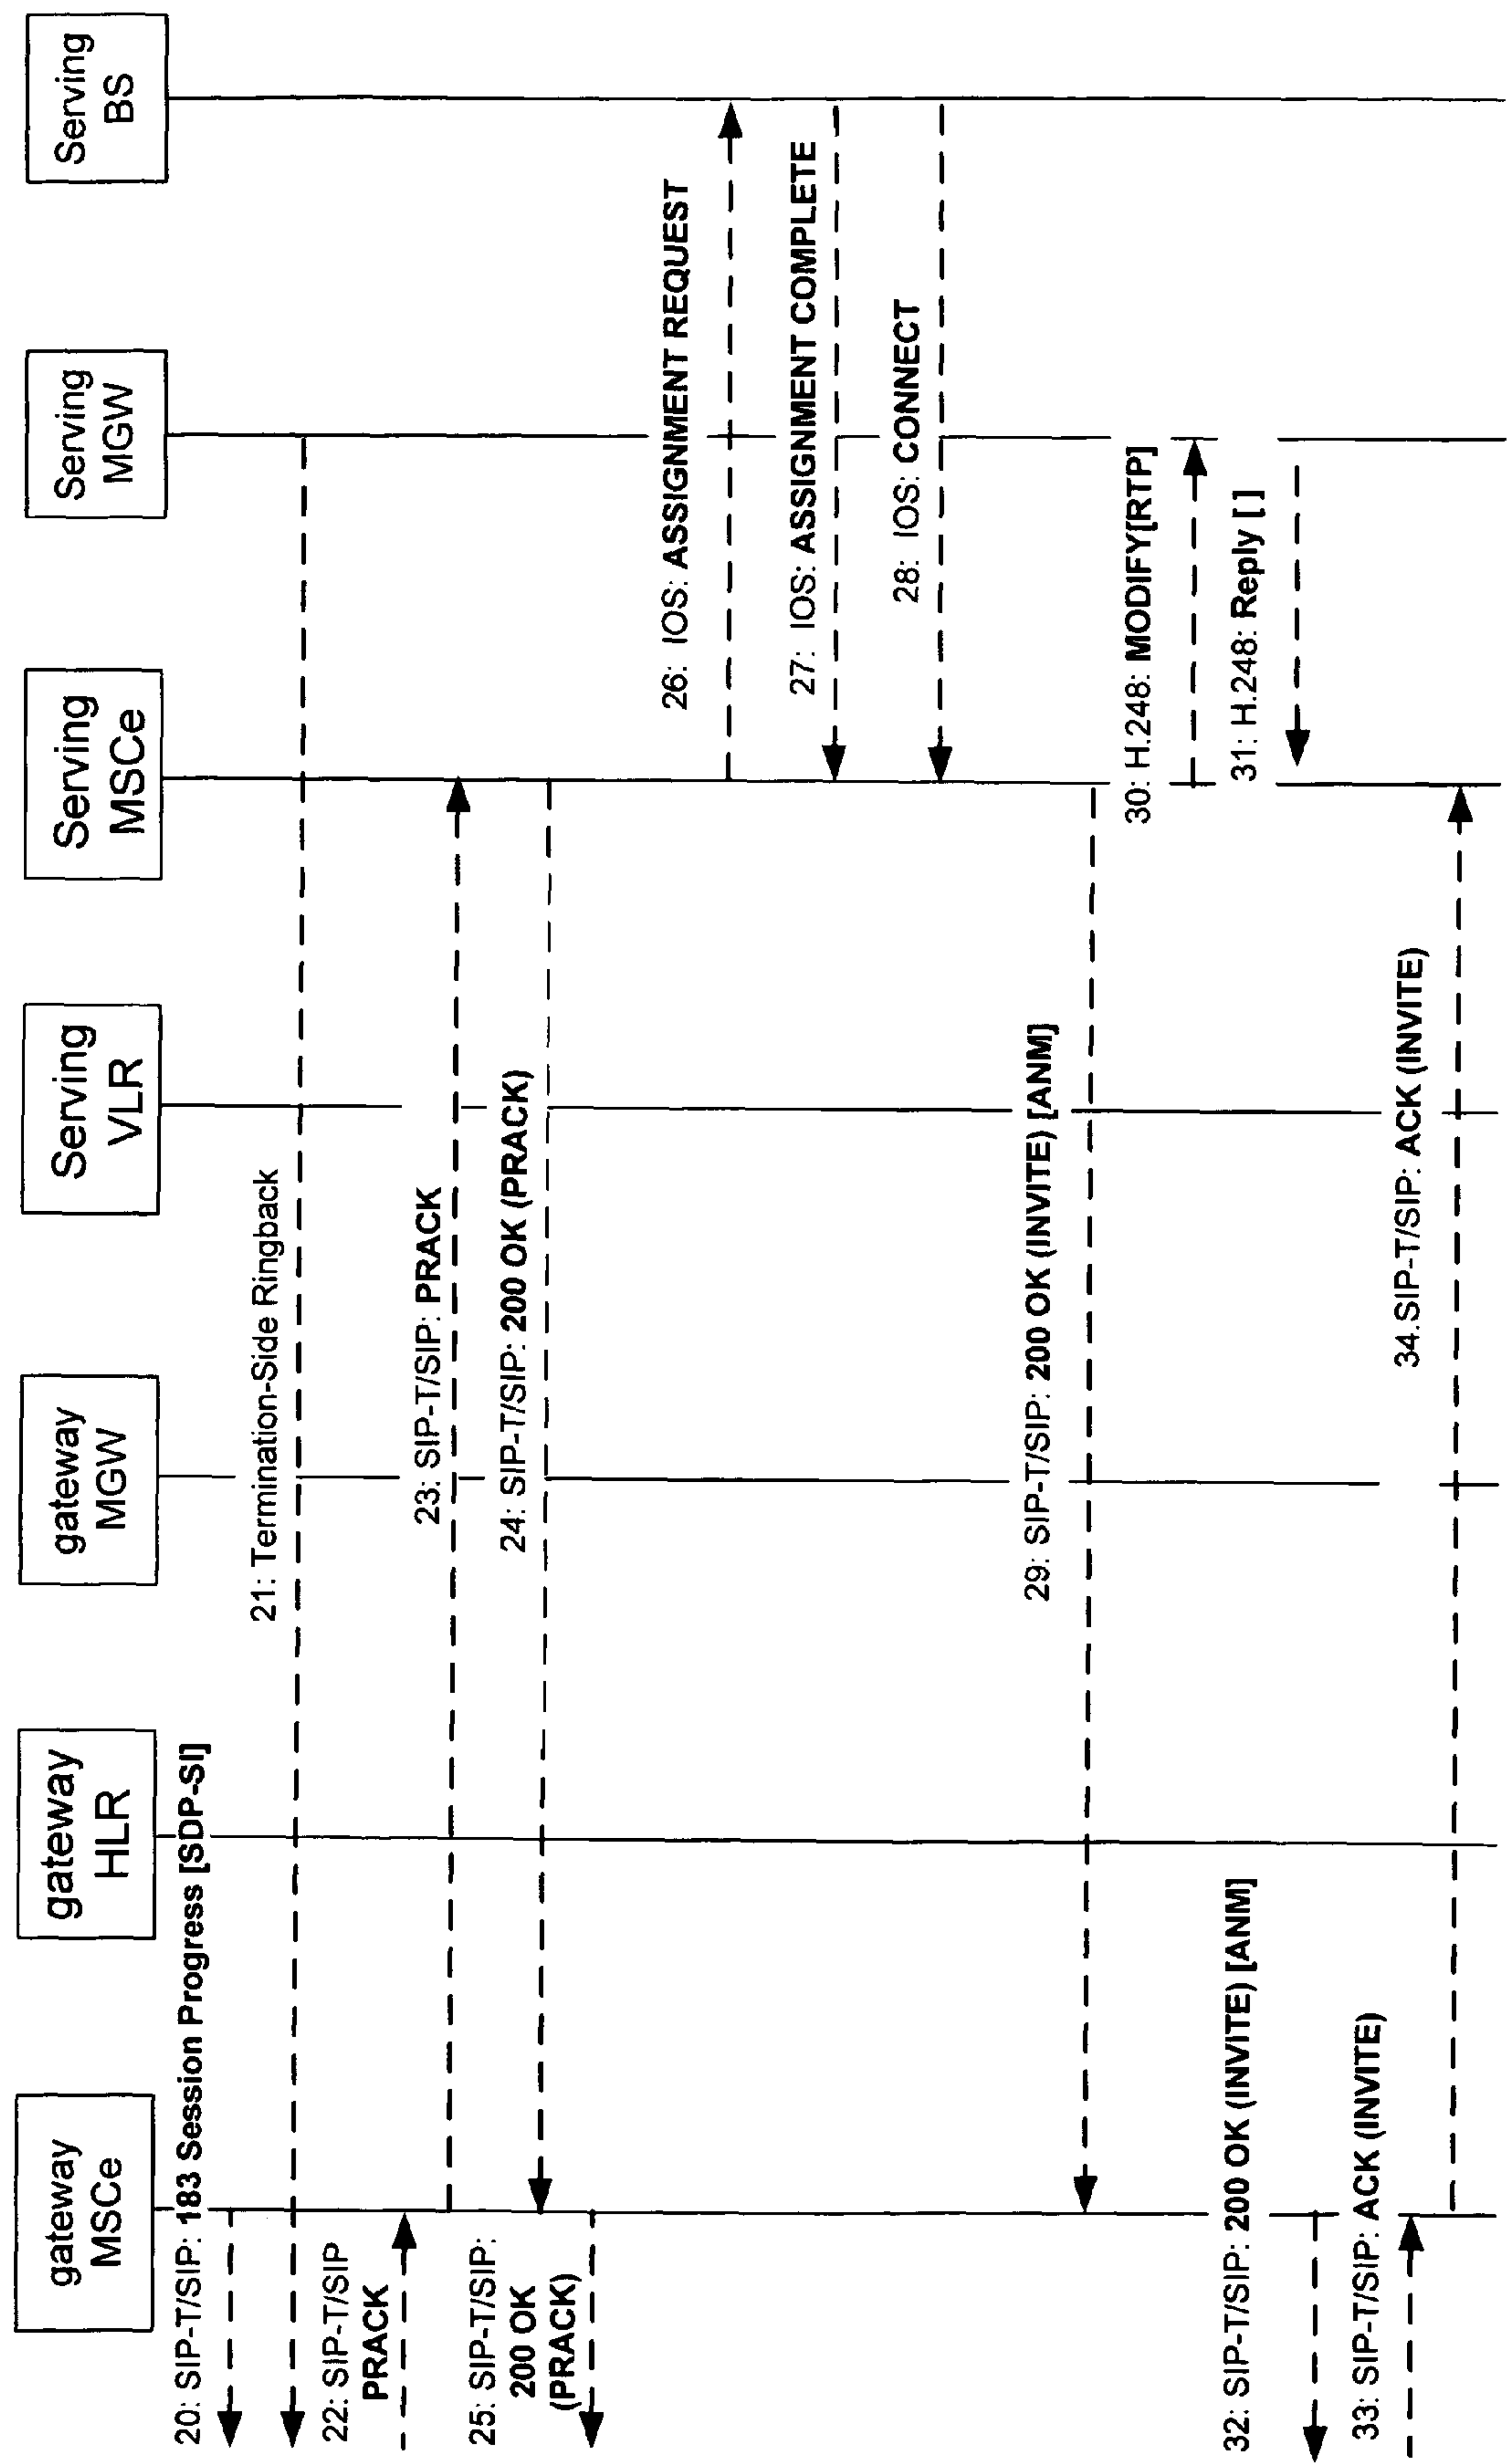 gateway
MSCe
gateway
HLR
gateway
MGW
Serving
VLR
Serving
MSCe
Serving
MGW
Serving
BS
20: SIP-T/SIP: 183 Session Progress [SDP-SI]
21: Termination-Side Ringback
22: SIP-T/SIP
PRACK
23: SIP-T/SIP: PRACK
24: SIP-T/SIP: 200 OK (PRACK)
25: SIP-T/SIP:
200 OK
(PRACK)
26: IOS: ASSIGNMENT REQUEST
27: IOS: ASSIGNMENT COMPLETE
28: IOS: CONNECT
29: SIP-T/SIP: 200 OK (INVITE) [ANM]
30: H.248: MODIFY[RTP]
31: H.248: Reply [ ]
32: SIP-T/SIP: 200 OK (INVITE) [ANM]
33: SIP-T/SIP: ACK (INVITE)
34.SIP-T/SIP: ACK (INVITE)